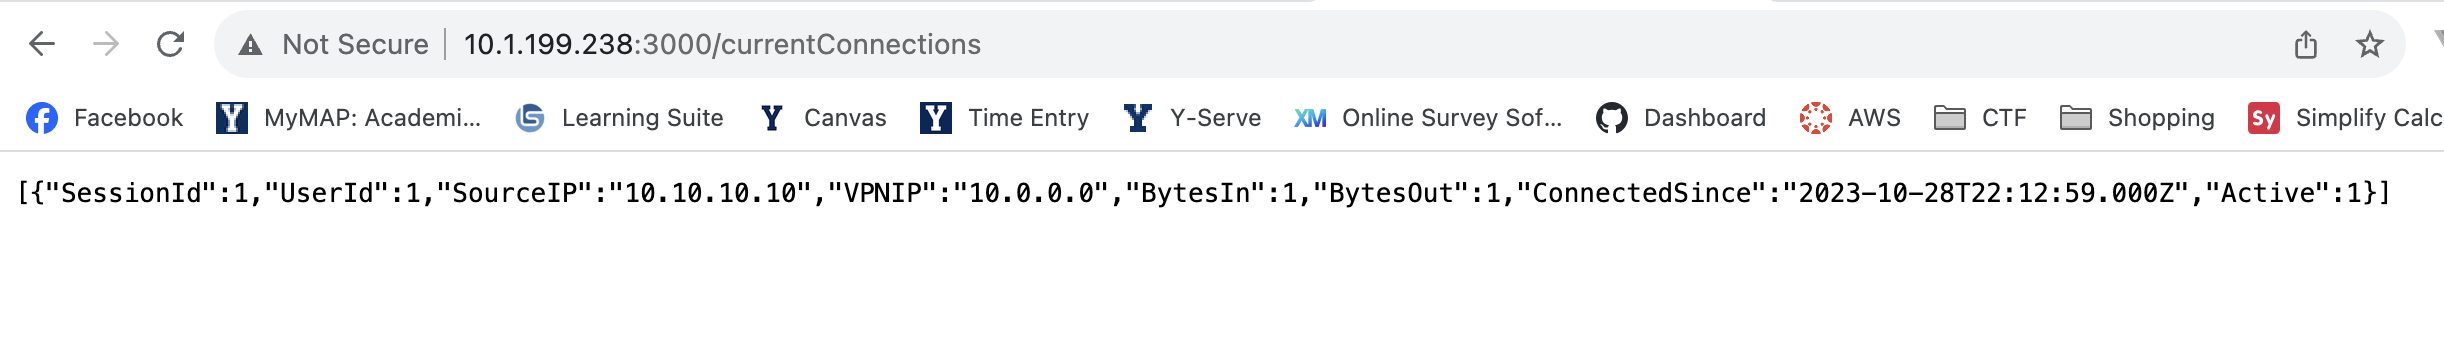 Not Secure 10.1.199.238:3000/currentConnections
Facebook MyMAP: Academi... Learning Suite Canvas Time Entry Y-Serve XM Online Survey Sof... Dashboard AWS CTF Shopping Sy Simplify Calc
[{"SessionId":1,"UserId":1,"SourceIP":"10.10.10.10","VPNIP":"10.0.0.0","BytesIn":1,"BytesOut":1,"ConnectedSince":"2023-10-28T22:12:59.000Z","Active":1}]